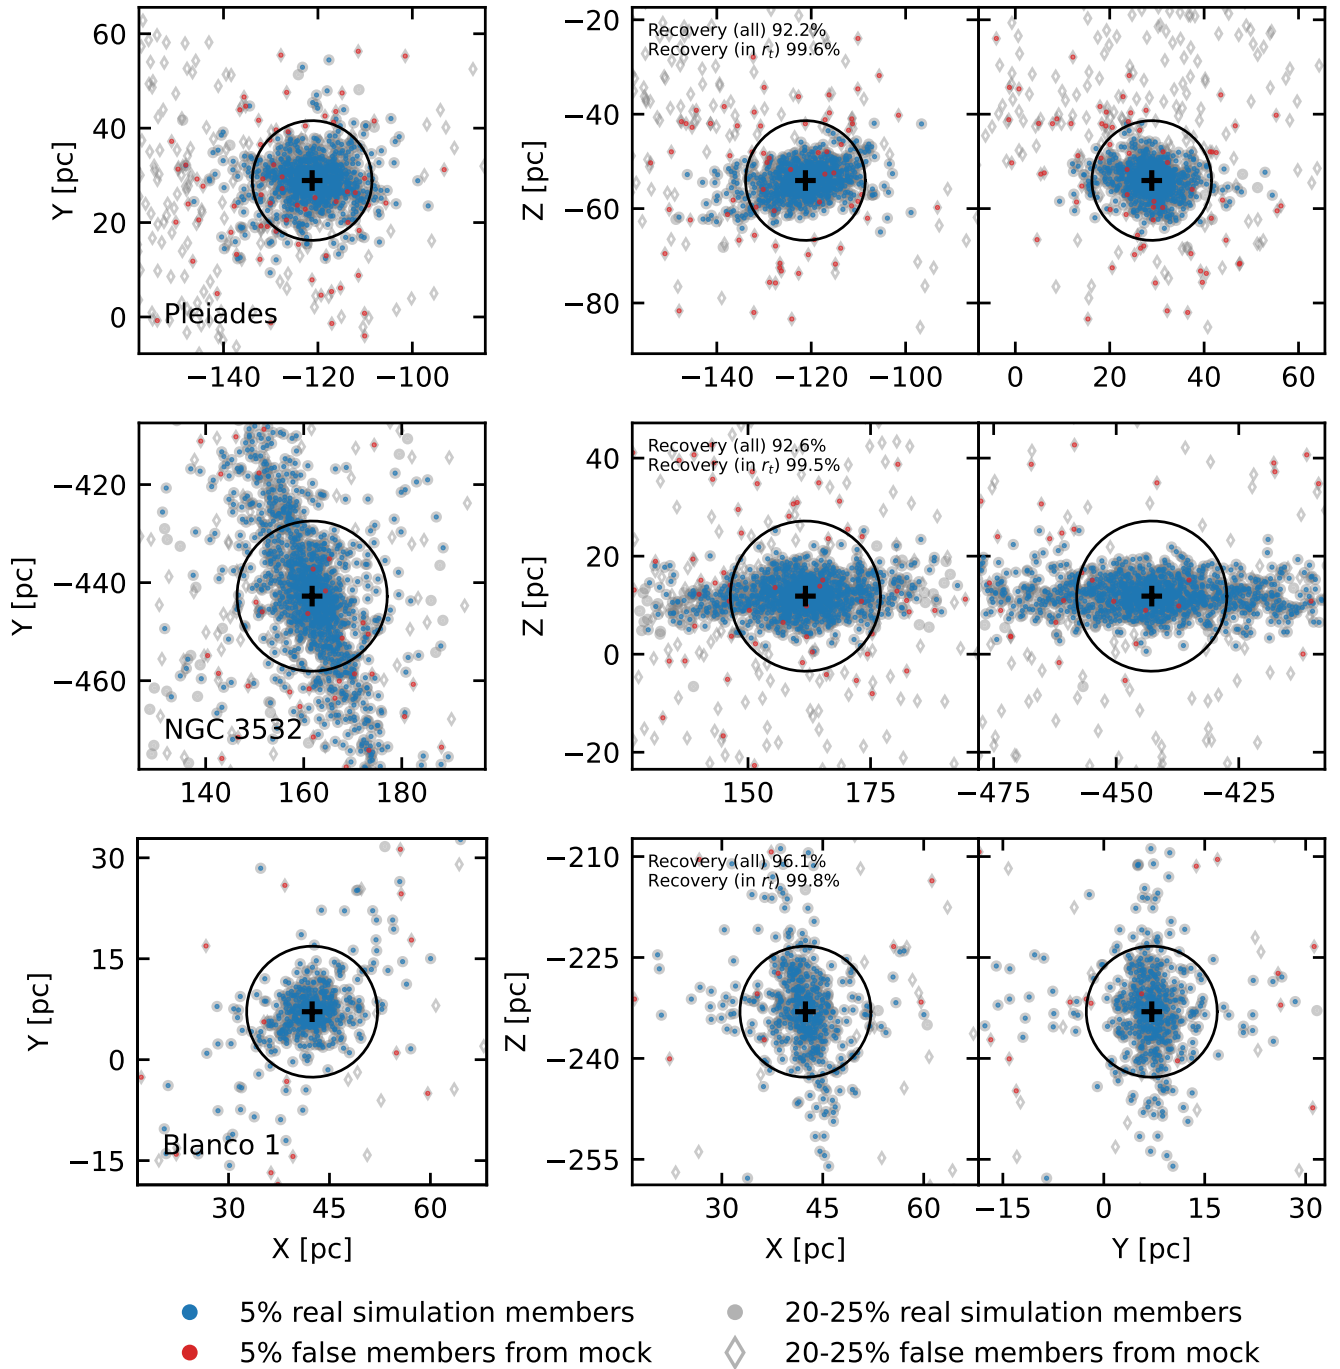 60
40
20
0
Y [pc]
Pleiades
−140 −120 −100
−20
−40
−60
−80
Z [pc]
Recovery (all) 92.2%
Recovery (in rₜ) 99.6%
−140 −120 −100
0 20 40 60
−420
−440
−460
Y [pc]
NGC 3532
140 160 180
40
20
0
−20
Z [pc]
Recovery (all) 92.6%
Recovery (in rₜ) 99.5%
150 175
−475 −450 −425
30
15
0
−15
Y [pc]
Blanco 1
30 45 60
X [pc]
−210
−225
−240
−255
Z [pc]
Recovery (all) 96.1%
Recovery (in rₜ) 99.8%
30 45 60
X [pc]
−15 0 15 30
Y [pc]
5% real simulation members
5% false members from mock
20-25% real simulation members
20-25% false members from mock